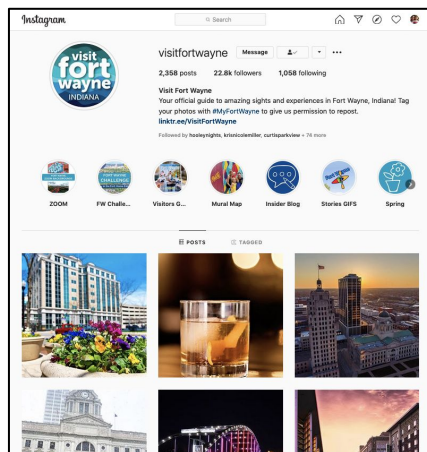 Instagram
Search
visit
fort
wayne
INDIANA
visitfortwayne Message
2,358 posts 22.8k followers 1,058 following
Visit Fort Wayne
Your official guide to amazing sights and experiences in Fort Wayne, Indiana! Tag
your photos with #MyFortWayne to give us permission to repost.
linktr.ee/VisitFortWayne
Followed by hooleynights, krisnicolemiller, curtisparkview + 74 more
FORT WAYNE
CHALLENGE
ZOOM FW Challe... Visitors G... Mural Map Insider Blog Stories GIFS Spring
POSTS TAGGED